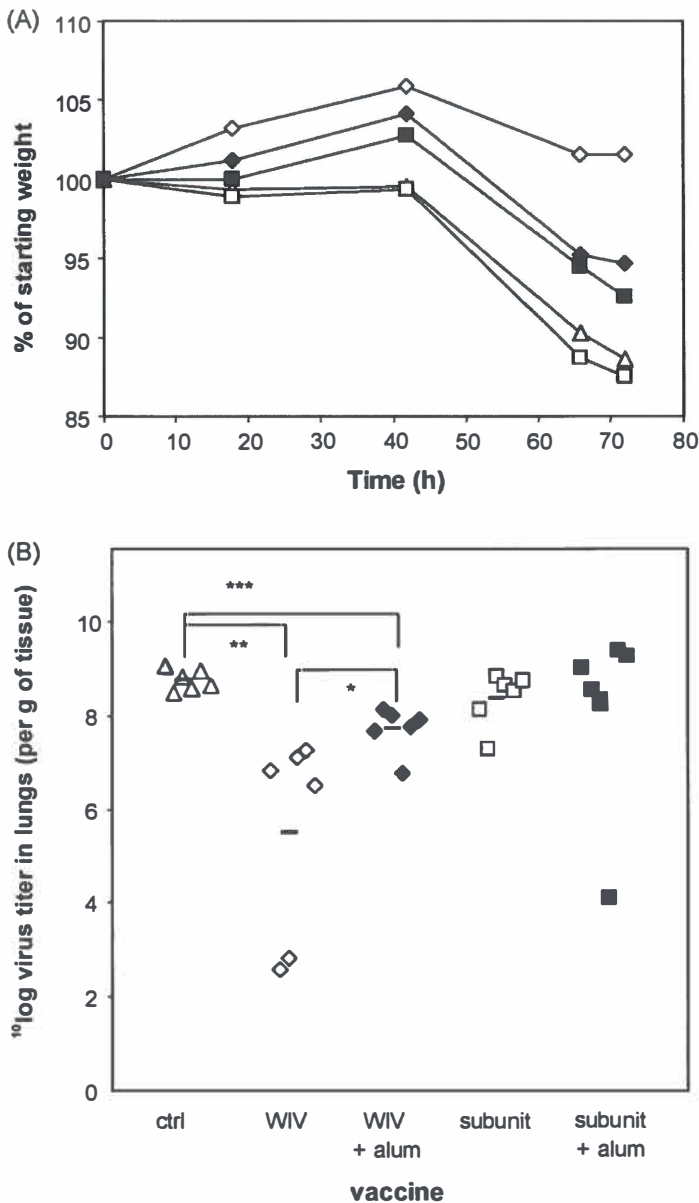 (A)
110
105
100
95
90
85
% of starting weight
0 10 20 30 40 50 60 70 80
Time (h)
(B)
10
8
6
4
2
0
¹⁰log virus titer in lungs (per g of tissue)
***
**
*
ctrl WIV WIV + alum subunit subunit + alum
vaccine